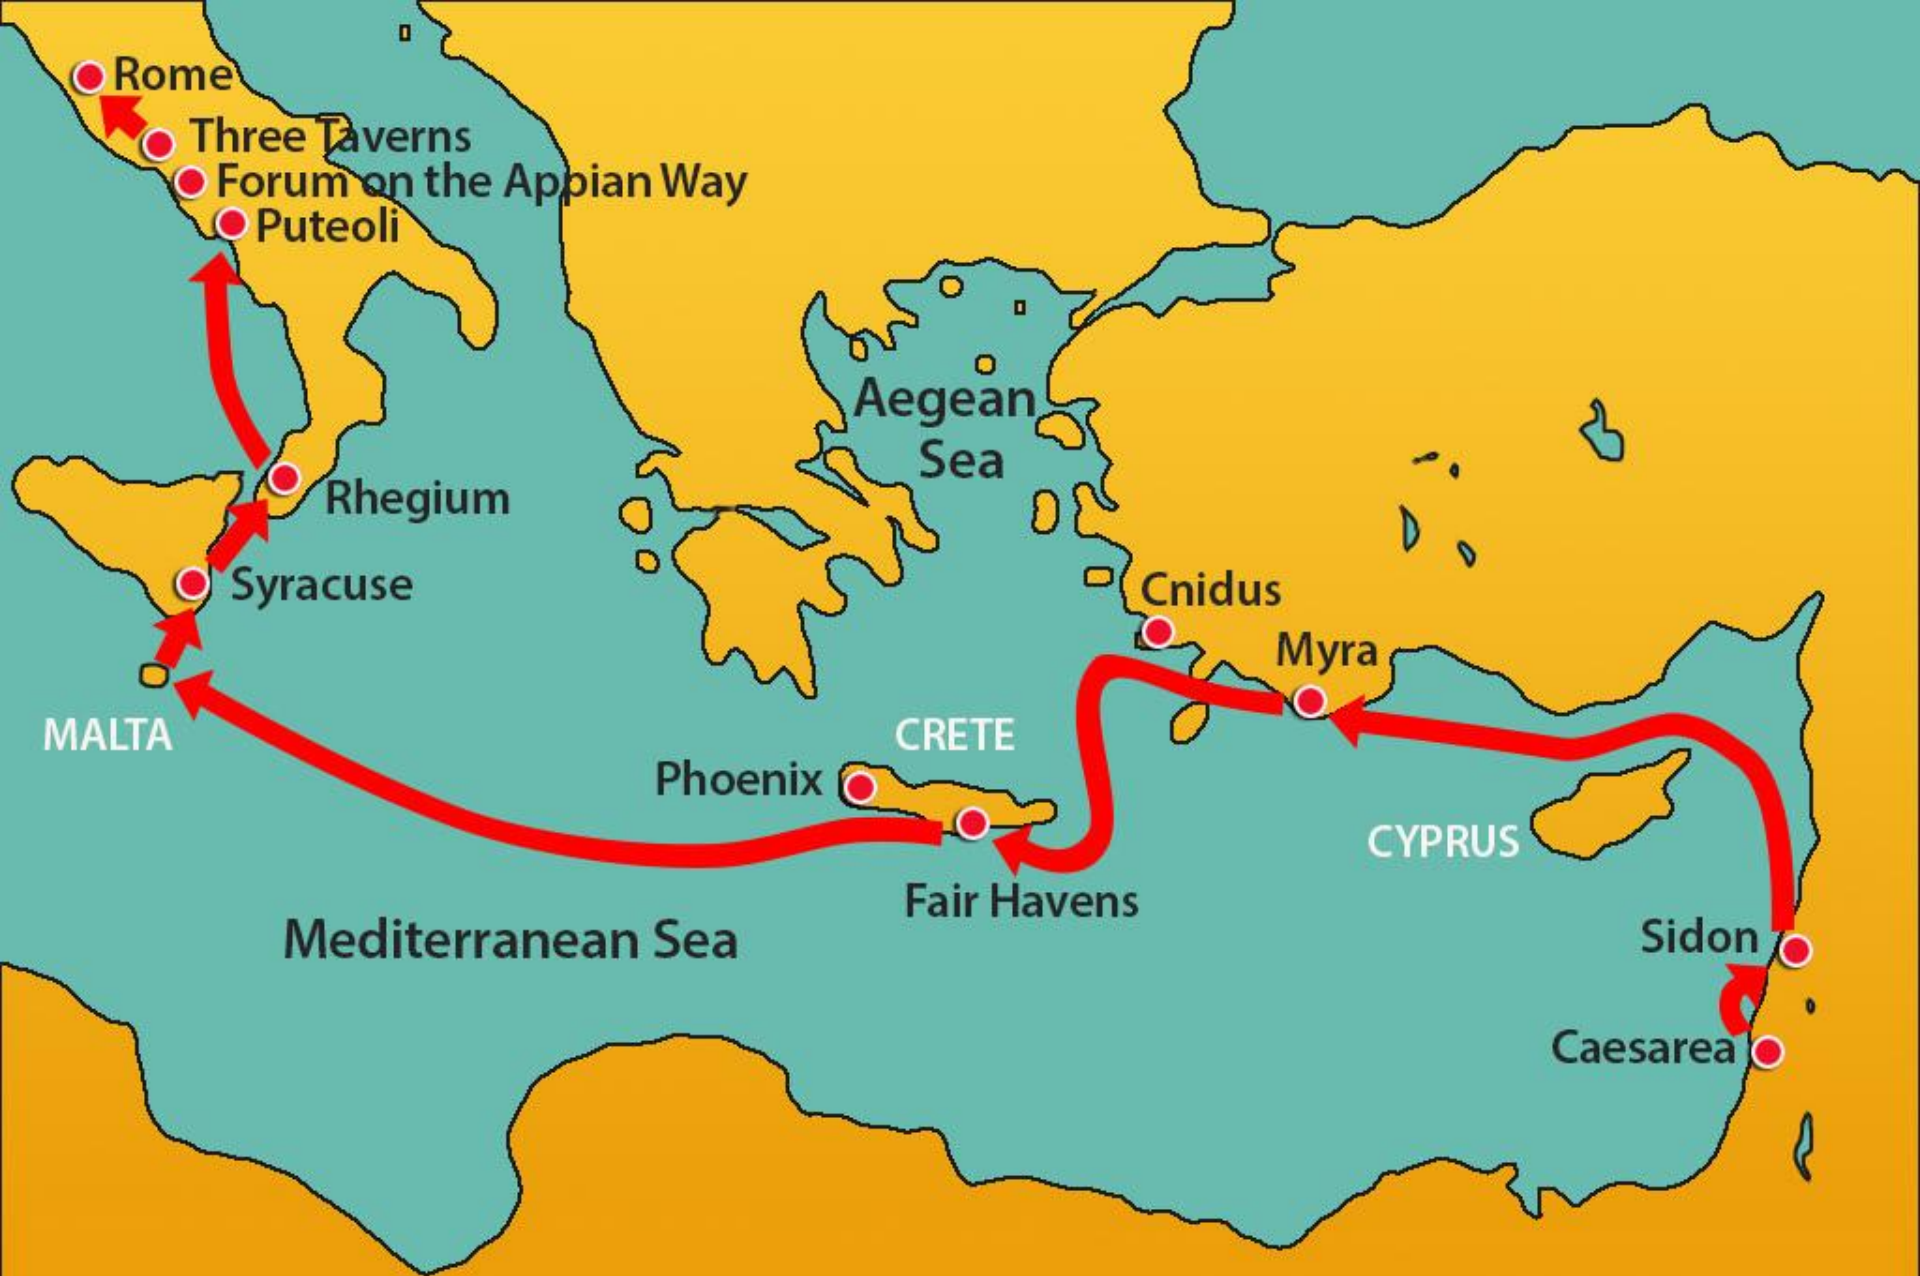 Rome
Three Taverns
Forum on the Appian Way
Puteoli
Aegean
Sea
Rhegium
Syracuse
Cnidus
Myra
MALTA
CRETE
Phoenix
CYPRUS
Fair Havens
Mediterranean Sea
Sidon
Caesarea